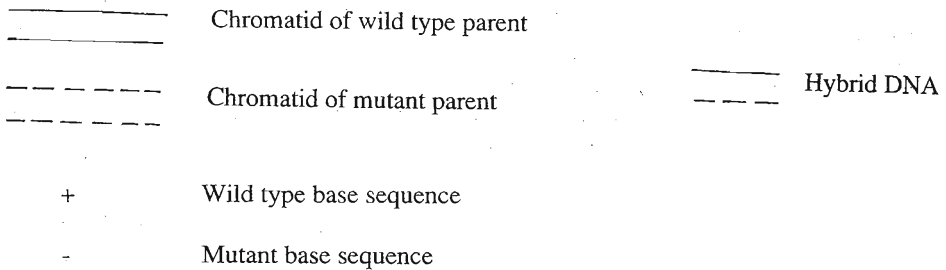 Chromatid of wild type parent
Chromatid of mutant parent
Hybrid DNA
+ Wild type base sequence
- Mutant base sequence